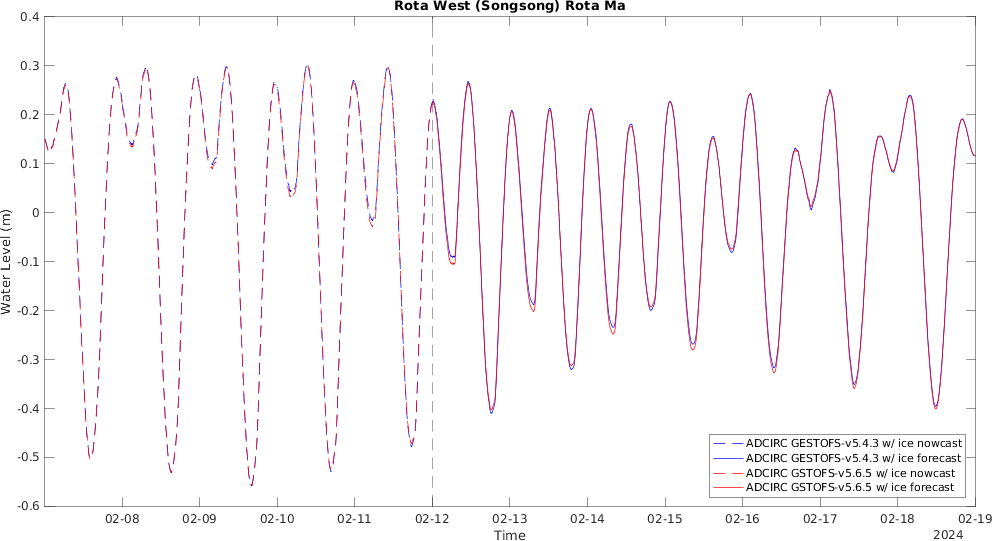 Rota West (Songsong) Rota Ma
0.4
0.3
0.2
0.1
0
-0.1
-0.2
-0.3
-0.4
-0.5
-0.6
Water Level (m)
ADCIRC GESTOFS-v5.4.3 w/ ice nowcast
ADCIRC GESTOFS-v5.4.3 w/ ice forecast
ADCIRC GSTOFS-v5.6.5 w/ ice nowcast
ADCIRC GSTOFS-v5.6.5 w/ ice forecast
02-08 02-09 02-10 02-11 02-12 02-13 02-14 02-15 02-16 02-17 02-18 02-19
Time
2024